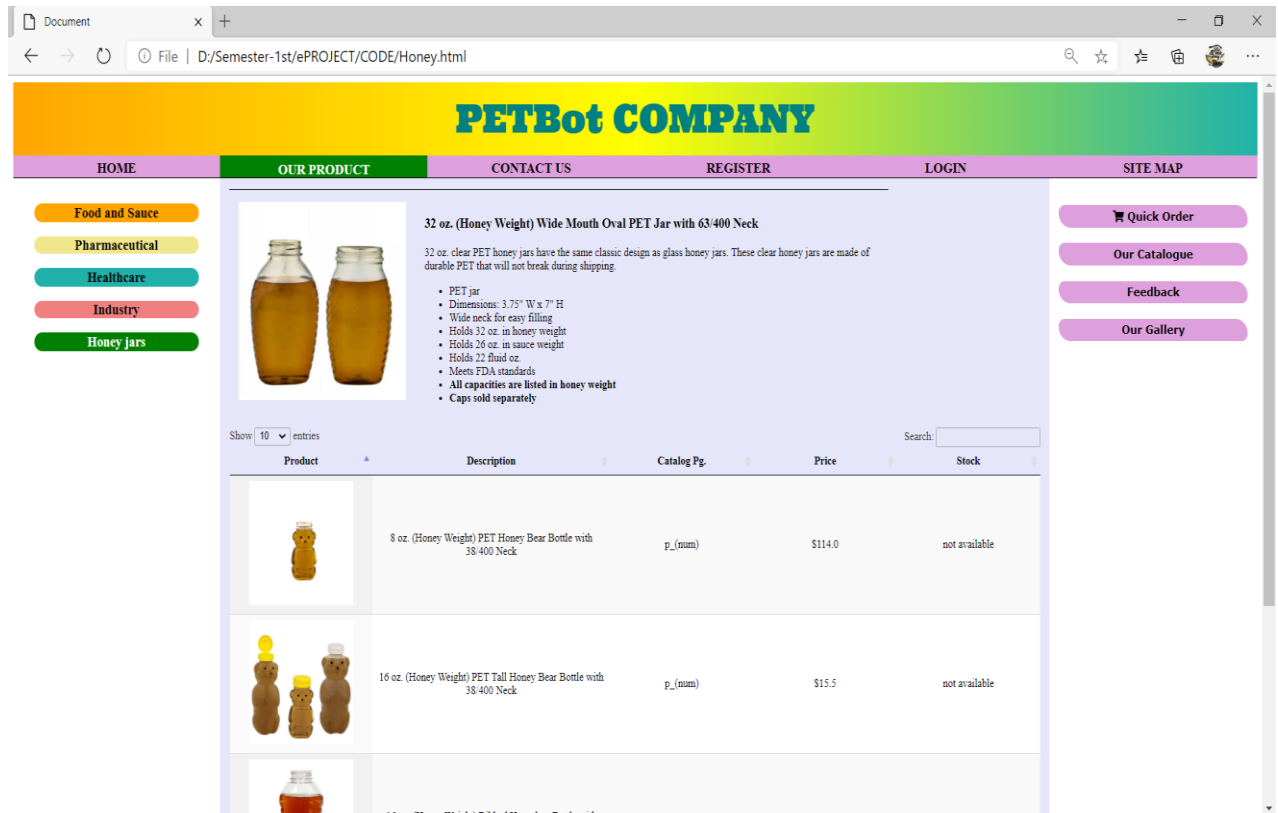 Document
File | D:/Semester-1st/ePROJECT/CODE/Honey.html
PETBot COMPANY
HOME OUR PRODUCT CONTACT US REGISTER LOGIN SITE MAP
Food and Sauce
Pharmaceutical
Healthcare
Industry
Honey jars
32 oz. (Honey Weight) Wide Mouth Oval PET Jar with 63/400 Neck
32 oz. clear PET honey jars have the same classic design as glass honey jars. These clear honey jars are made of
durable PET that will not break during shipping.
• PET jar
• Dimensions: 3.75" W x 7" H
• Wide neck for easy filling
• Holds 32 oz. in honey weight
• Holds 26 oz. in sauce weight
• Holds 22 fluid oz.
• Meets FDA standards
• All capacities are listed in honey weight
• Caps sold separately
Quick Order
Our Catalogue
Feedback
Our Gallery
Show 10 entries Search:
Product Description Catalog Pg. Price Stock
8 oz. (Honey Weight) PET Honey Bear Bottle with
38/400 Neck
p_(num) $114.0 not available
16 oz. (Honey Weight) PET Tall Honey Bear Bottle with
38/400 Neck
p_(num) $15.5 not available